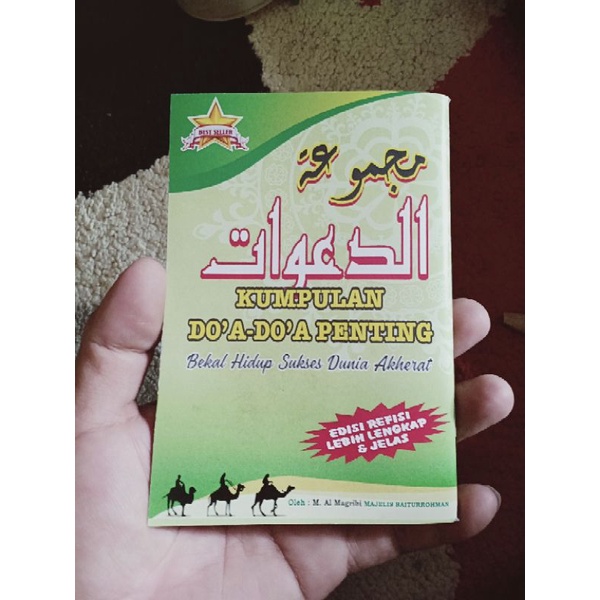 BEST SELLER
مجموعة
الدعوات
KUMPULAN
DO'A-DO'A PENTING
Bekal Hidup Sukses Dunia Akherat
EDISI REFISI
LEBIH LENGKAP
& JELAS
Oleh : M. Al Magribi MAJELIS BAITURROHMAN